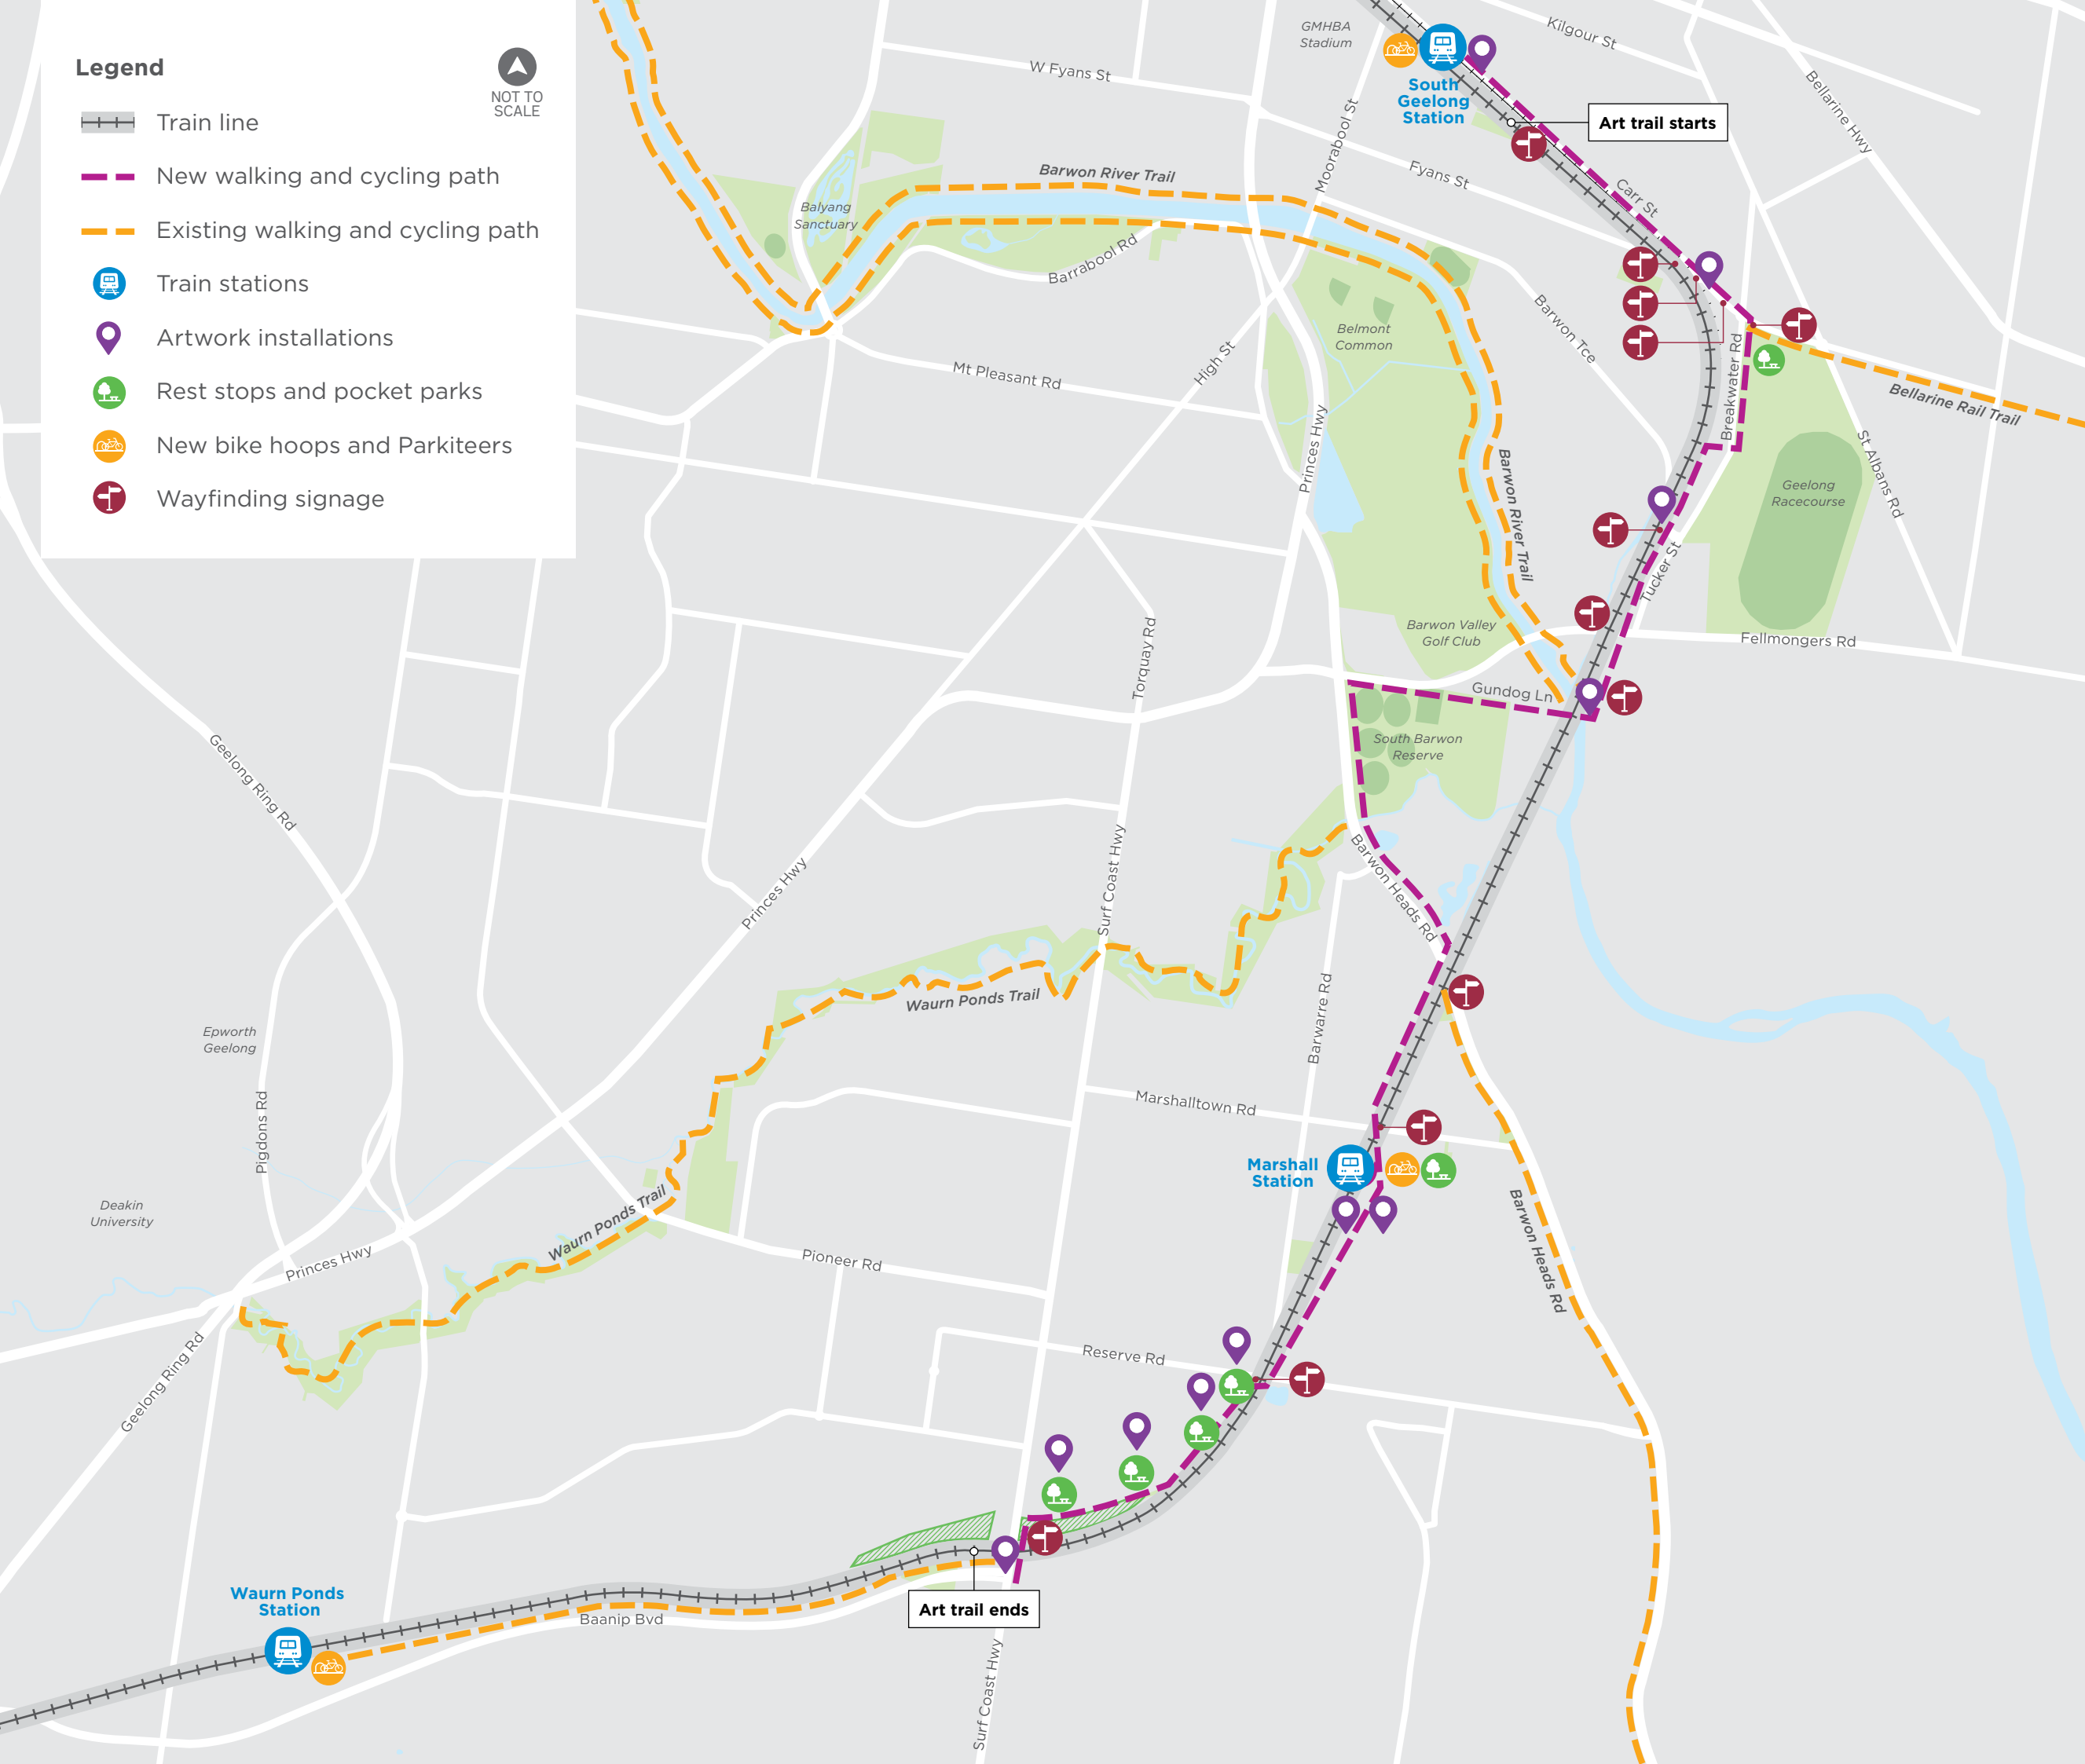 Legend
NOT TO
SCALE
Train line
New walking and cycling path
Existing walking and cycling path
Train stations
Artwork installations
Rest stops and pocket parks
New bike hoops and Parkiteers
Wayfinding signage
GMHBA
Stadium
Kilgour St
W Fyans St
South
Geelong
Station
Art trail starts
Bellarine Hwy
Moorabool St
Fyans St
Barwon River Trail
Carr St
Balyang
Sanctuary
Barrabool Rd
Belmont
Common
Barwon Tce
Breakwater Rd
High St
Mt Pleasant Rd
Bellarine Rail Trail
Princes Hwy
St Albans Rd
Geelong
Racecourse
Barwon River Trail
Tucker St
Barwon Valley
Golf Club
Fellmongers Rd
Torquay Rd
Gundog Ln
South Barwon
Reserve
Geelong Ring Rd
Princes Hwy
Surf Coast Hwy
Barwon Heads Rd
Waurn Ponds Trail
Barwarre Rd
Epworth
Geelong
Pigdons Rd
Marshalltown Rd
Marshall
Station
Deakin
University
Waurn Ponds Trail
Barwon Heads Rd
Princes Hwy
Pioneer Rd
Geelong Ring Rd
Reserve Rd
Waurn Ponds
Station
Art trail ends
Baanip Bvd
Surf Coast Hwy